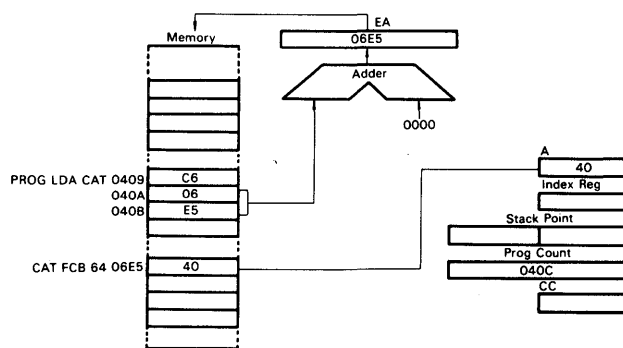 EA
Memory
06E5
Adder
0000
A
PROG LDA CAT 0409 C6
40
040A 06
Index Reg
040B E5
Stack Point
Prog Count
CAT FCB 64 06E5 40
040C
CC